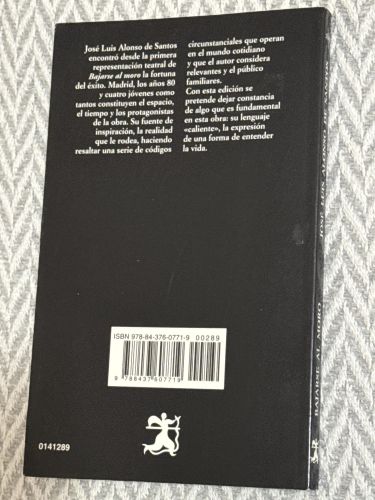 José Luis Alonso de Santos
encontró desde la primera
representación teatral de
Bajarse al moro la fortuna
del éxito. Madrid, los años 80
y cuatro jóvenes como
tantos constituyen el espacio,
el tiempo y los protagonistas
de la obra. Su fuente de
inspiración, la realidad
que le rodea, haciendo
resaltar una serie de códigos
circunstanciales que operan
en el mundo cotidiano
y que el autor considera
relevantes y el público
familiares.
Con esta edición se
pretende dejar constancia
de algo que es fundamental
en esta obra: su lenguaje
«caliente», la expresión
de una forma de entender
la vida.
ISBN 978-84-376-0771-9
00289
9 788437 607719
0141289
BAJARSE AL MORO
JOSÉ LUIS ALONSO